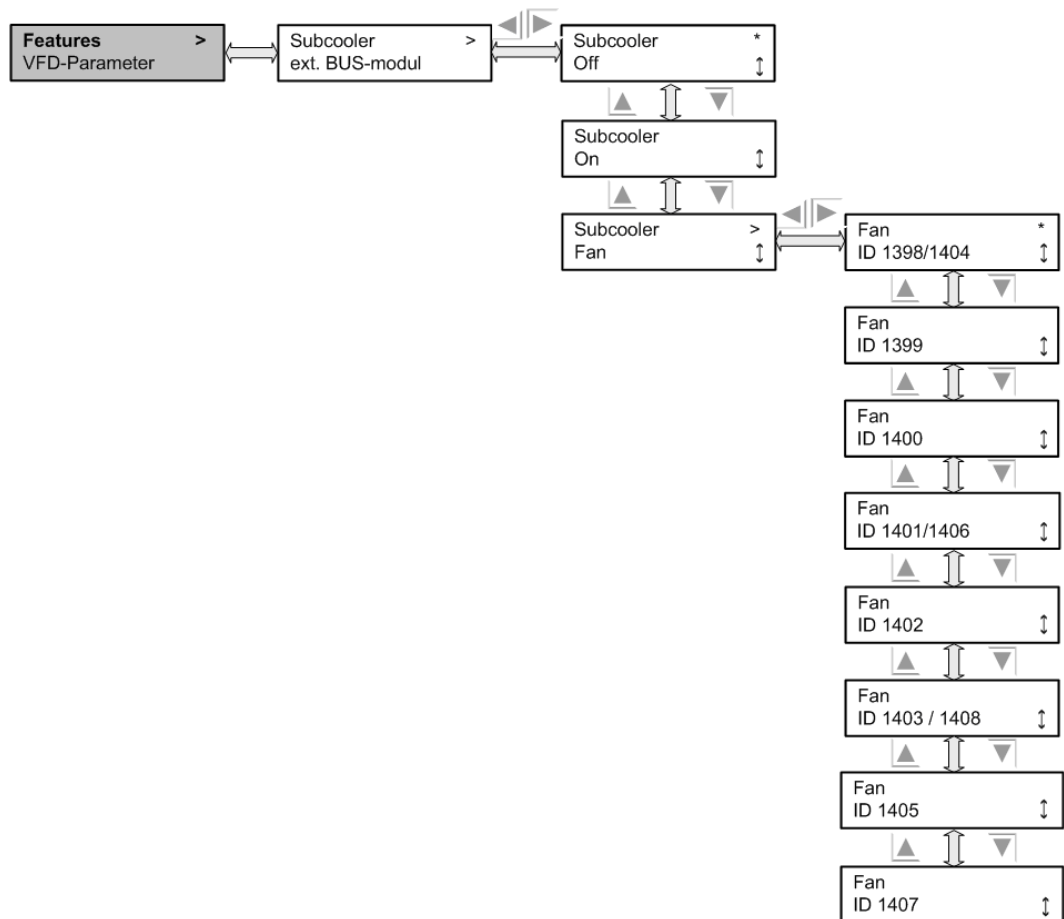 Features >
VFD-Parameter
Subcooler >
ext. BUS-modul
Subcooler *
Off
Subcooler
On
Subcooler >
Fan
Fan *
ID 1398/1404
Fan
ID 1399
Fan
ID 1400
Fan
ID 1401/1406
Fan
ID 1402
Fan
ID 1403 / 1408
Fan
ID 1405
Fan
ID 1407